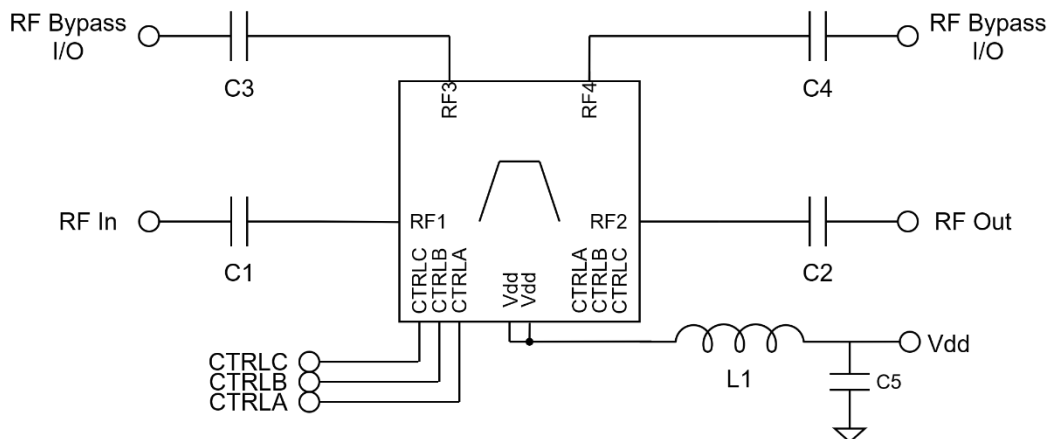 RF Bypass
I/O
C3
RF Bypass
I/O
C4
RF3
RF4
RF In
C1
RF1
RF2
C2
RF Out
CTRLC
CTRLB
CTRLA
Vdd
Vdd
CTRLA
CTRLB
CTRLC
CTRLC
CTRLB
CTRLA
L1
C5
Vdd